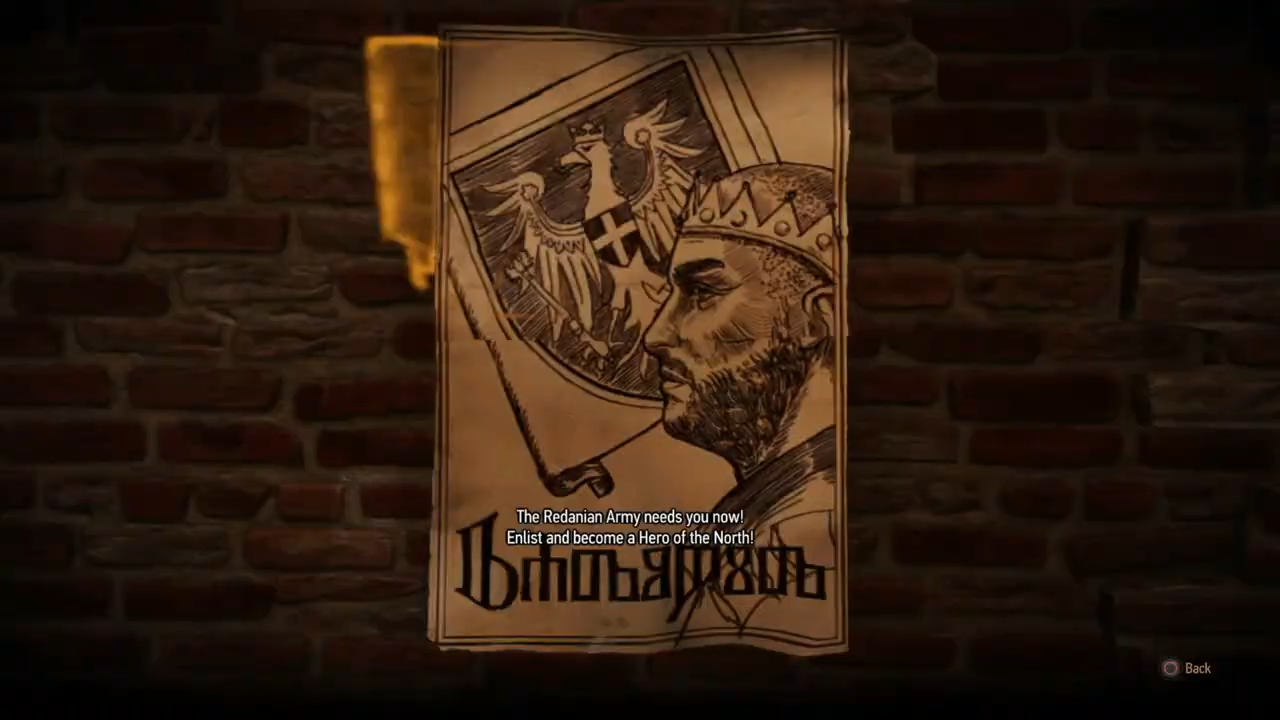 The Redanian Army needs you now!
Enlist and become a Hero of the North!
Back